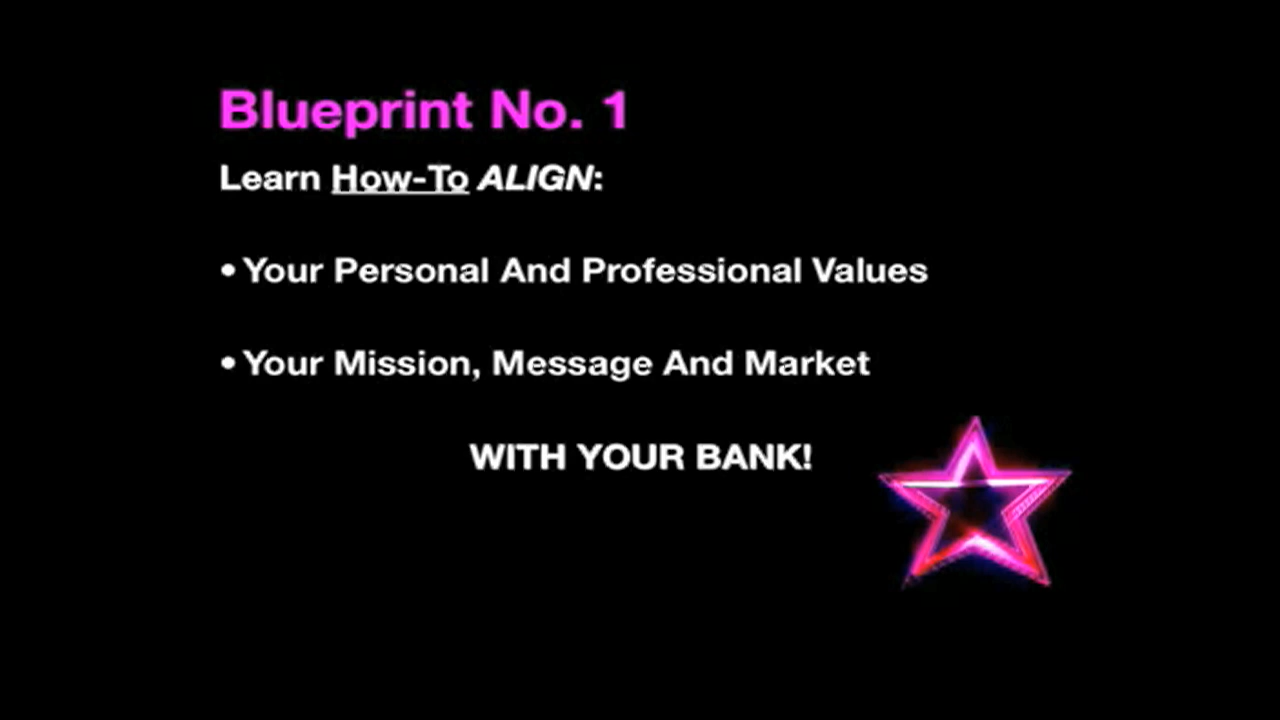 Blueprint No. 1
Learn How-To ALIGN:
• Your Personal And Professional Values
• Your Mission, Message And Market
WITH YOUR BANK!